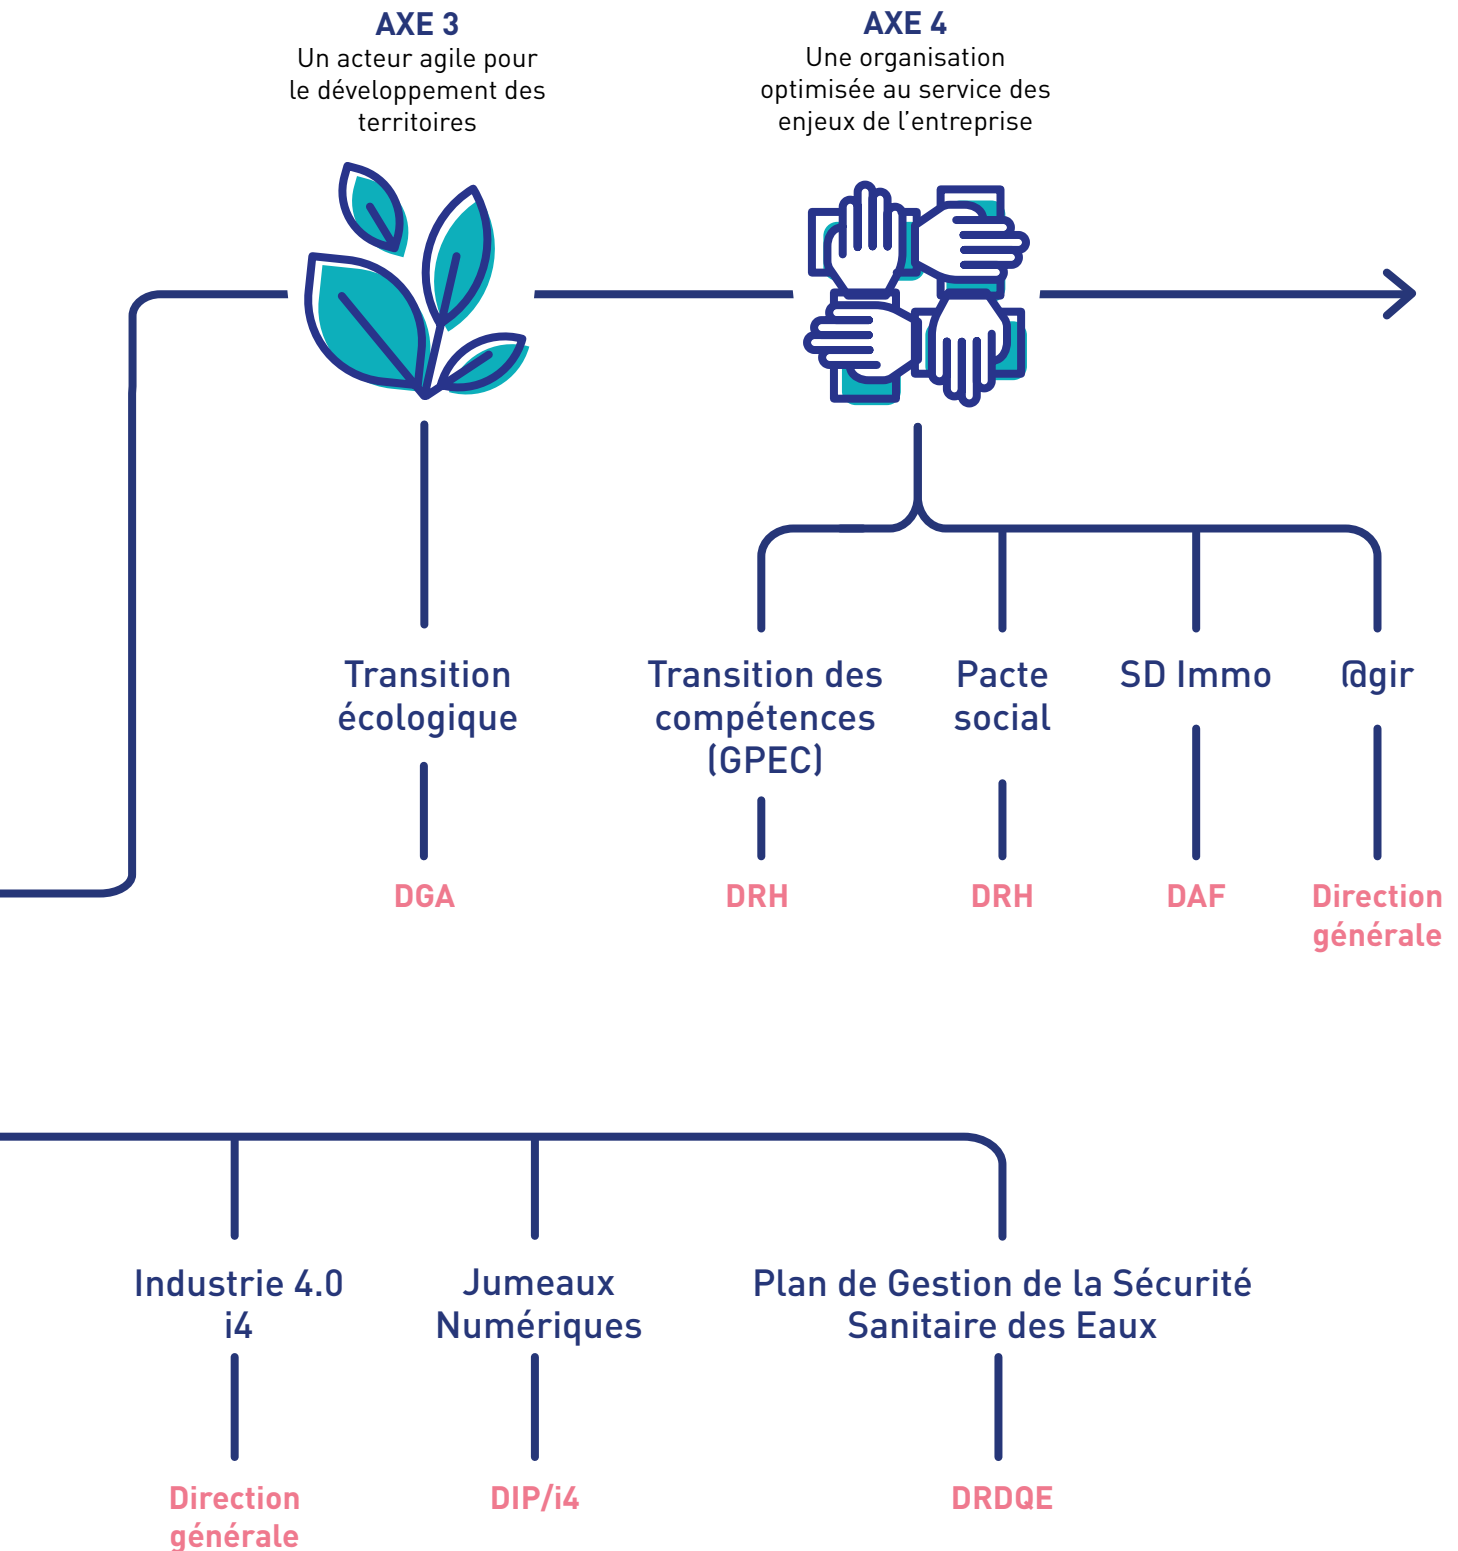 AXE 3
Un acteur agile pour
le développement des
territoires
AXE 4
Une organisation
optimisée au service des
enjeux de l'entreprise
Transition
écologique
DGA
Transition des
compétences
(GPEC)
DRH
Pacte
social
DRH
SD Immo
DAF
@gir
Direction
générale
Industrie 4.0
i4
Direction
générale
Jumeaux
Numériques
DIP/i4
Plan de Gestion de la Sécurité
Sanitaire des Eaux
DRDQE